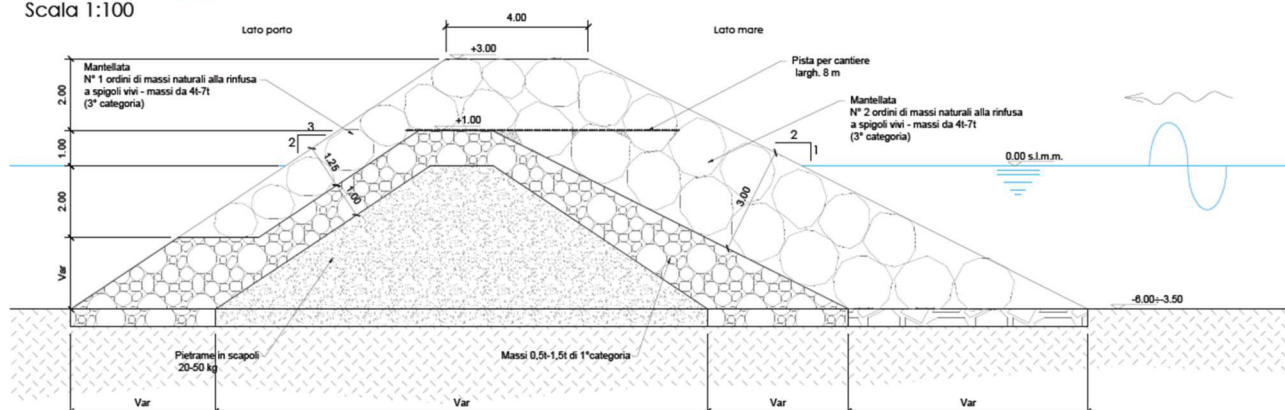 Scala 1:100
4.00
Lato porto
Lato mare
+3.00
Mantellata
N° 1 ordini di massi naturali alla rinfusa
a spigoli vivi - massi da 4t-7t
(3° categoria)
Pista per cantiere
largh. 8 m
Mantellata
N° 2 ordini di massi naturali alla rinfusa
a spigoli vivi - massi da 4t-7t
(3° categoria)
2.00
+1.00
3
2
2
1
1.00
1.25
0.00 s.l.m.m.
1.00
3.00
2.00
Var
-6.00÷-3.50
Pietrame in scapoli
20-50 kg
Massi 0,5t-1,5t di 1°categoria
Var
Var
Var
Var